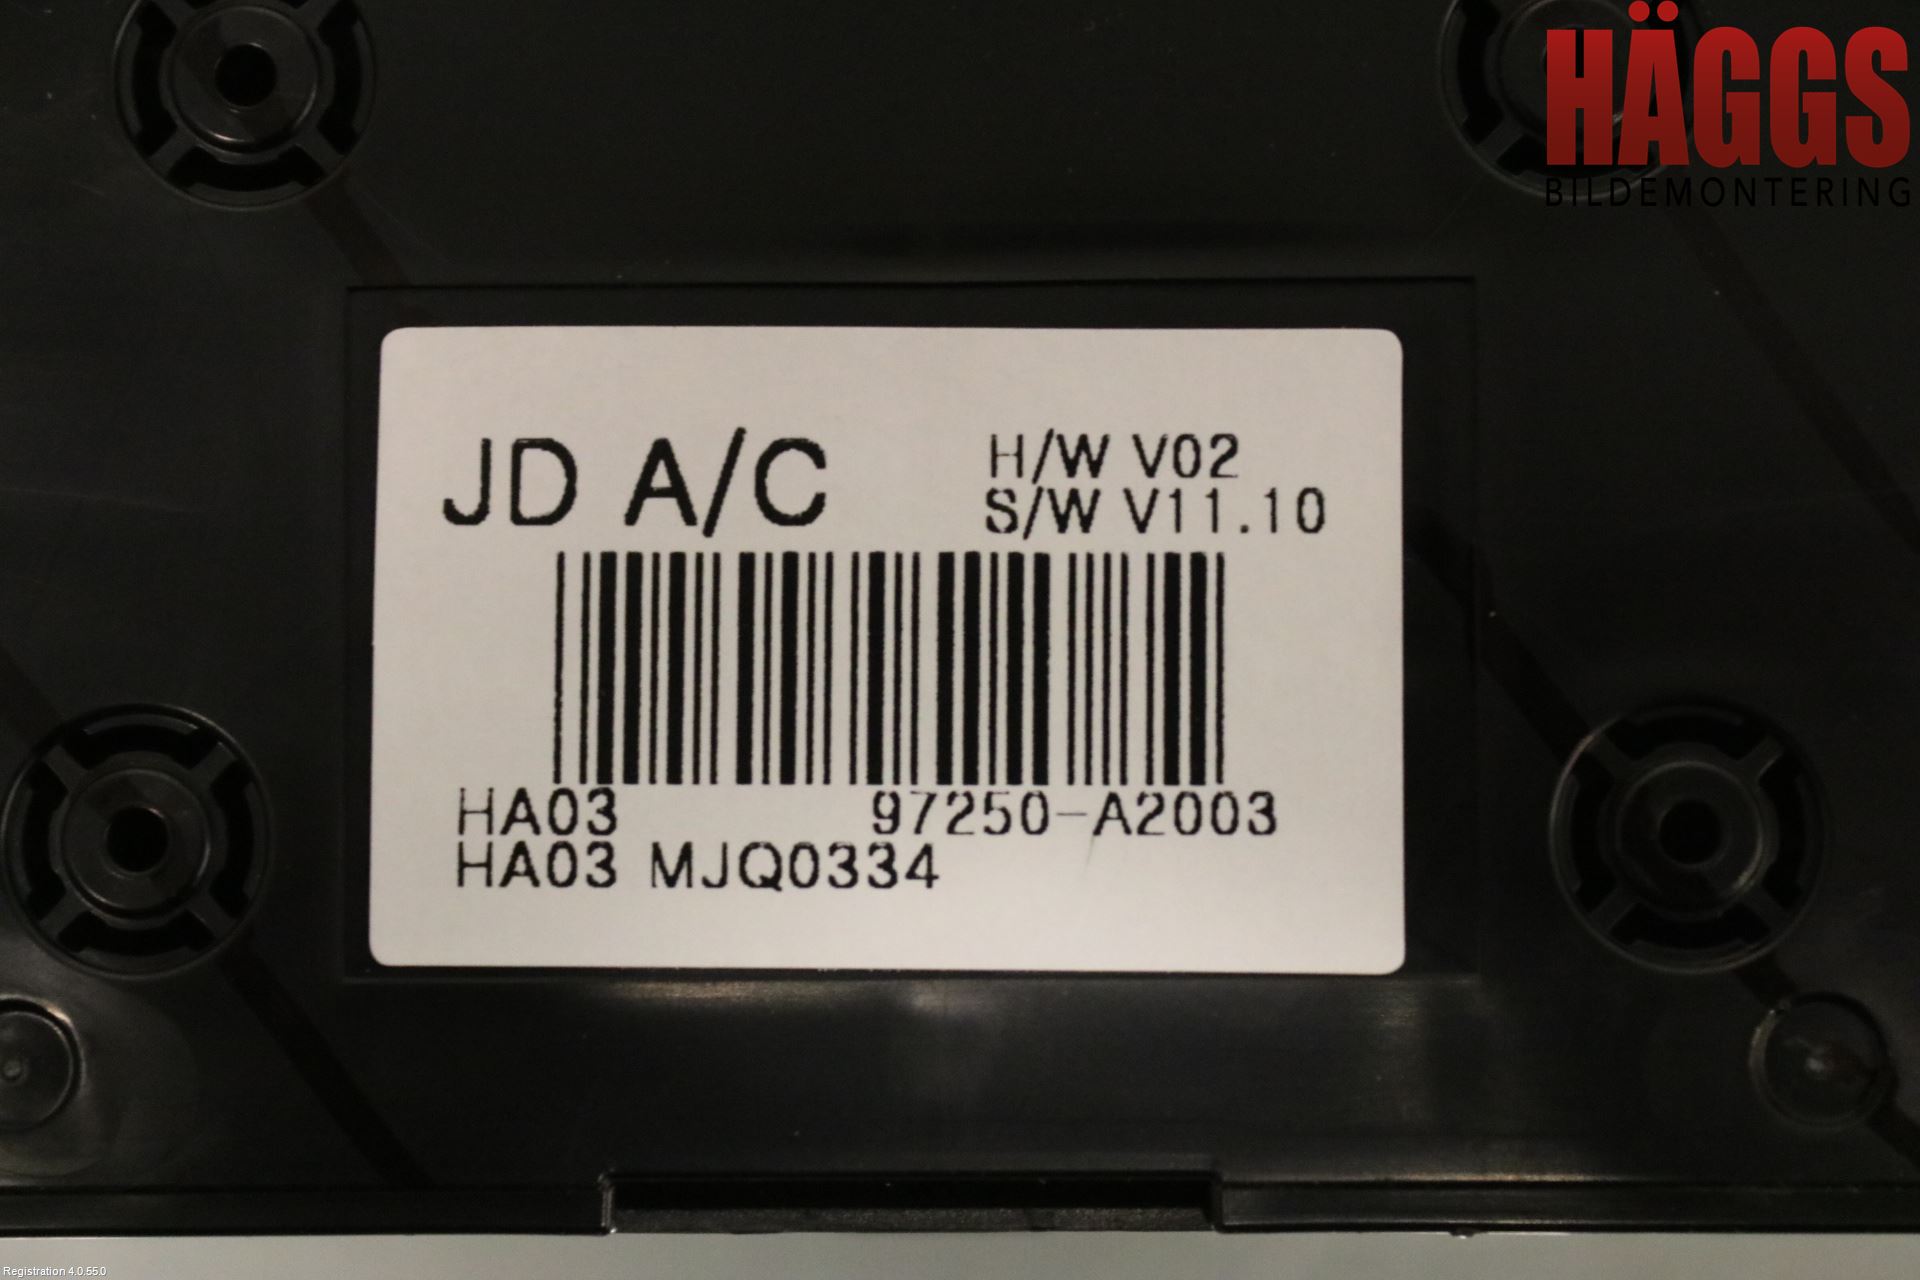 HÄGGS
BILDEMONTERING
JD A/C
H/W V02
S/W V11.10
HA03 97250-A2003
HA03 MJQ0334
Registration 4.0.55.0